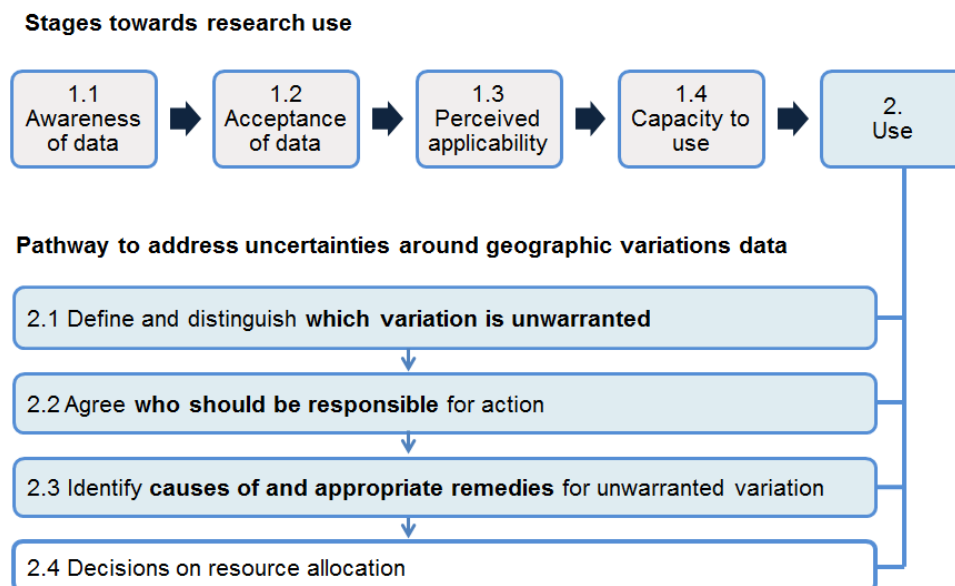 Stages towards research use
1.1
Awareness
of data
1.2
Acceptance
of data
1.3
Perceived
applicability
1.4
Capacity to
use
2.
Use
Pathway to address uncertainties around geographic variations data
2.1 Define and distinguish which variation is unwarranted
2.2 Agree who should be responsible for action
2.3 Identify causes of and appropriate remedies for unwarranted variation
2.4 Decisions on resource allocation